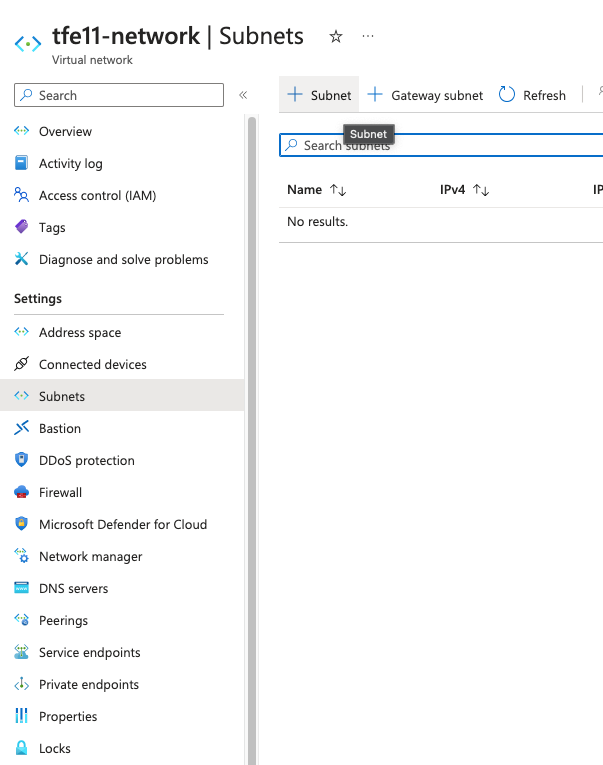 tfe11-network | Subnets
Virtual network
Search
Overview
Activity log
Access control (IAM)
Tags
Diagnose and solve problems
Settings
Address space
Connected devices
Subnets
Bastion
DDoS protection
Firewall
Microsoft Defender for Cloud
Network manager
DNS servers
Peerings
Service endpoints
Private endpoints
Properties
Locks
Subnet
Gateway subnet
Refresh
Subnet
Search subnets
Name IPv4 IP
No results.